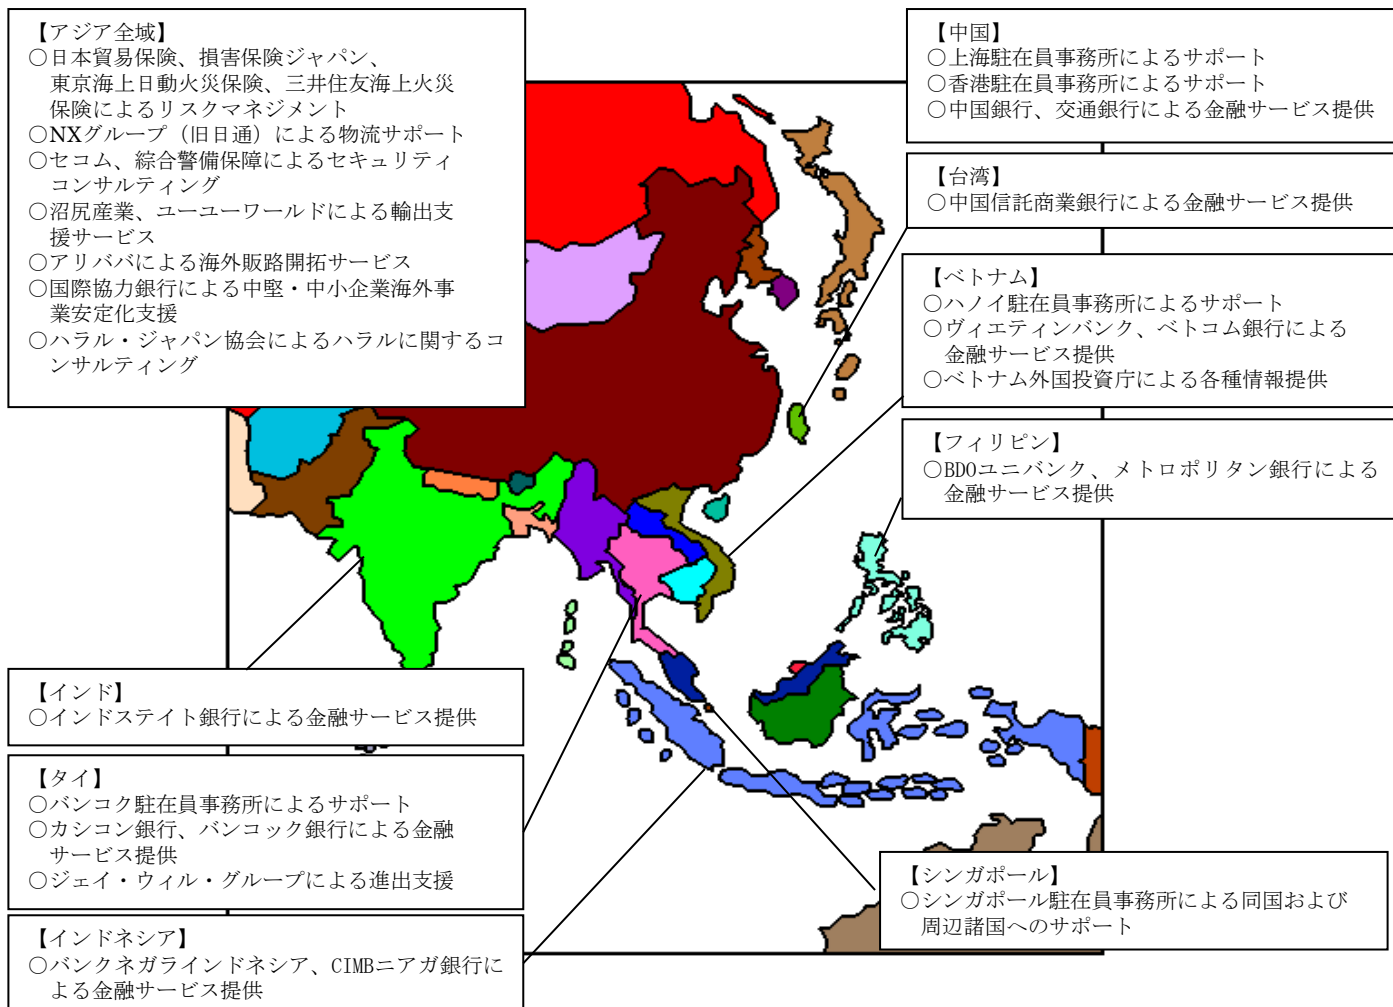 【アジア全域】
○日本貿易保険、損害保険ジャパン、
東京海上日動火災保険、三井住友海上火災
保険によるリスクマネジメント
○NXグループ（旧日通）による物流サポート
○セコム、綜合警備保障によるセキュリティ
コンサルティング
○沼尻産業、ユーユーワールドによる輸出支
援サービス
○アリババによる海外販路開拓サービス
○国際協力銀行による中堅・中小企業海外事
業安定化支援
○ハラル・ジャパン協会によるハラルに関するコ
ンサルティング
【中国】
○上海駐在員事務所によるサポート
○香港駐在員事務所によるサポート
○中国銀行、交通銀行による金融サービス提供
【台湾】
○中国信託商業銀行による金融サービス提供
【ベトナム】
○ハノイ駐在員事務所によるサポート
○ヴィエティンバンク、ベトコム銀行による
金融サービス提供
○ベトナム外国投資庁による各種情報提供
【フィリピン】
○BDOユニバンク、メトロポリタン銀行による
金融サービス提供
【インド】
○インドステイト銀行による金融サービス提供
【タイ】
○バンコク駐在員事務所によるサポート
○カシコン銀行、バンコック銀行による金融
サービス提供
○ジェイ・ウィル・グループによる進出支援
【インドネシア】
○バンクネガラインドネシア、CIMBニアガ銀行に
よる金融サービス提供
【シンガポール】
○シンガポール駐在員事務所による同国および
周辺諸国へのサポート